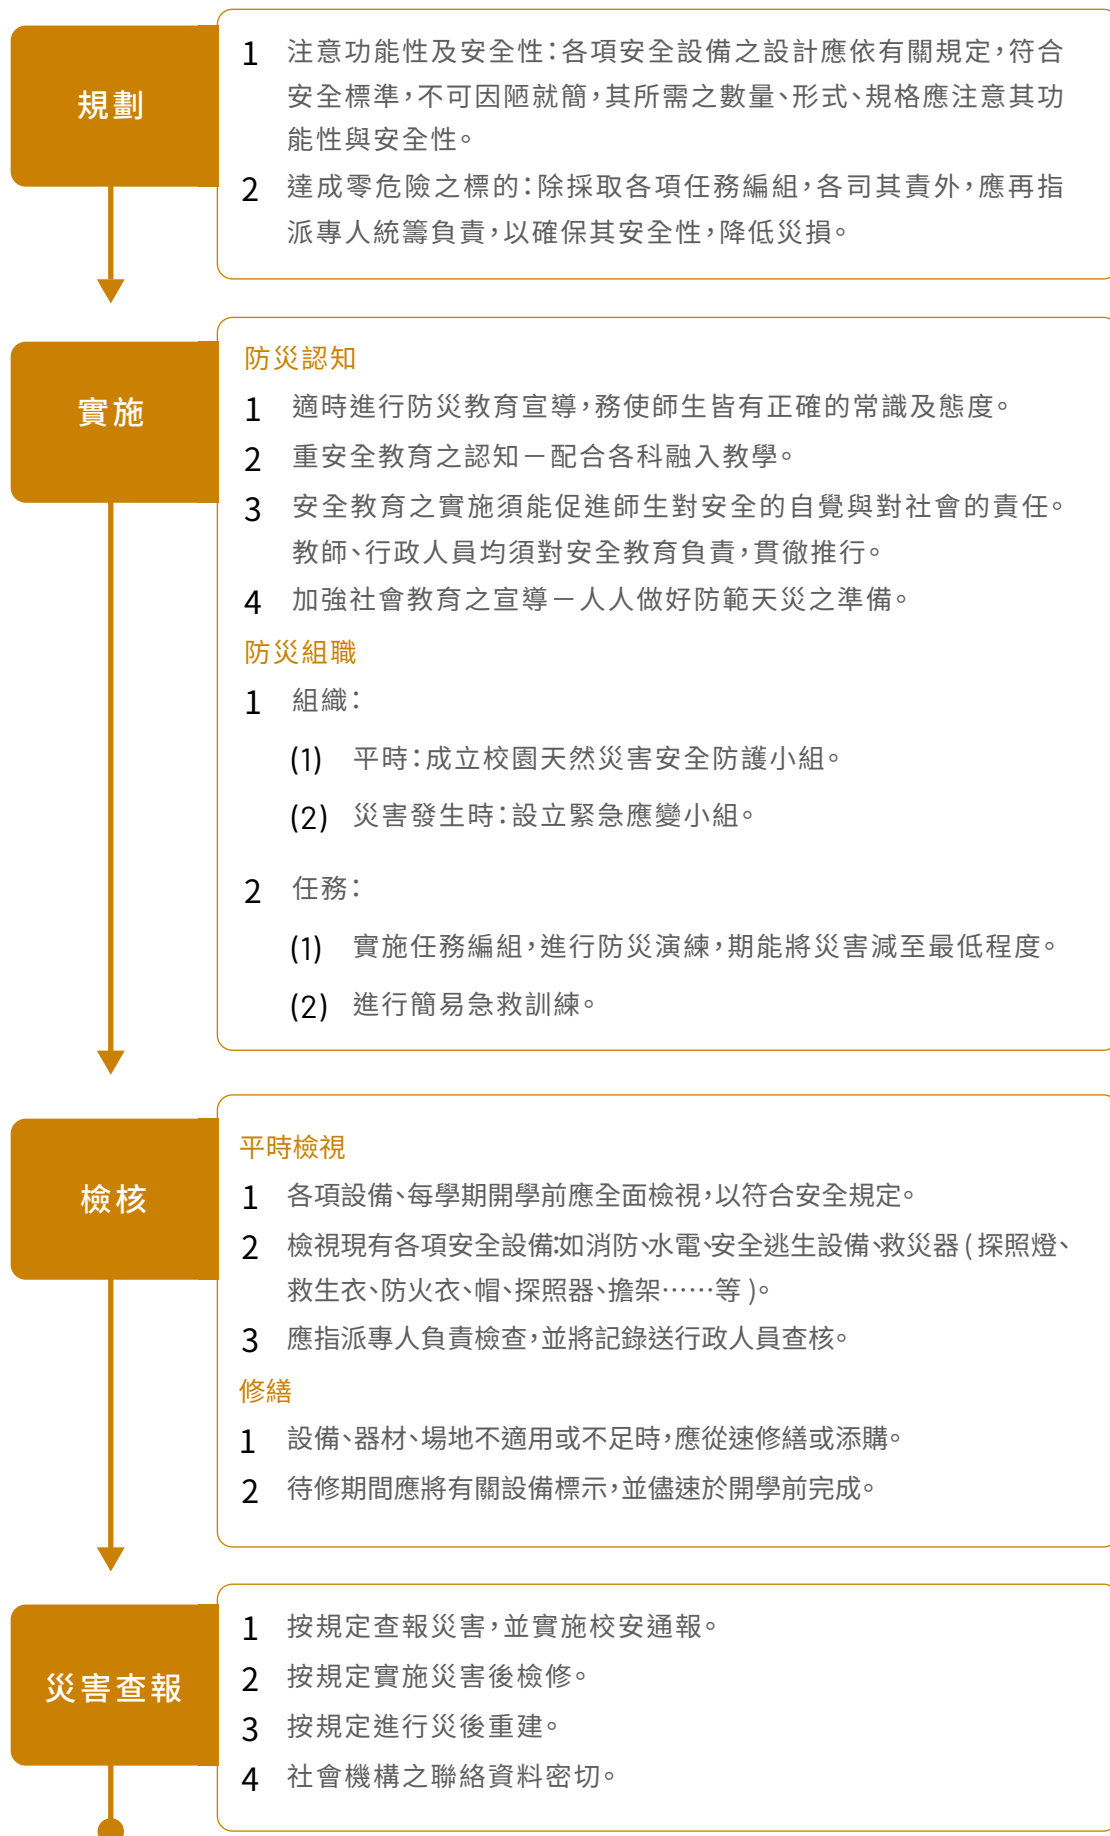 規劃
1 注意功能性及安全性：各項安全設備之設計應依有關規定，符合
安全標準，不可因陋就簡，其所需之數量、形式、規格應注意其功
能性與安全性。
2 達成零危險之標的：除採取各項任務編組，各司其責外，應再指
派專人統籌負責，以確保其安全性，降低災損。
實施
防災認知
1 適時進行防災教育宣導，務使師生皆有正確的常識及態度。
2 重安全教育之認知－配合各科融入教學。
3 安全教育之實施須能促進師生對安全的自覺與對社會的責任。
教師、行政人員均須對安全教育負責，貫徹推行。
4 加強社會教育之宣導－人人做好防範天災之準備。
防災組職
1 組織：
(1) 平時：成立校園天然災害安全防護小組。
(2) 災害發生時：設立緊急應變小組。
2 任務：
(1) 實施任務編組，進行防災演練，期能將災害減至最低程度。
(2) 進行簡易急救訓練。
檢核
平時檢視
1 各項設備、每學期開學前應全面檢視，以符合安全規定。
2 檢視現有各項安全設備：如消防、水電、安全逃生設備、救災器 ( 探照燈、
救生衣、防火衣、帽、探照器、擔架……等 )。
3 應指派專人負責檢查，並將記錄送行政人員查核。
修繕
1 設備、器材、場地不適用或不足時，應從速修繕或添購。
2 待修期間應將有關設備標示，並儘速於開學前完成。
災害查報
1 按規定查報災害，並實施校安通報。
2 按規定實施災害後檢修。
3 按規定進行災後重建。
4 社會機構之聯絡資料密切。